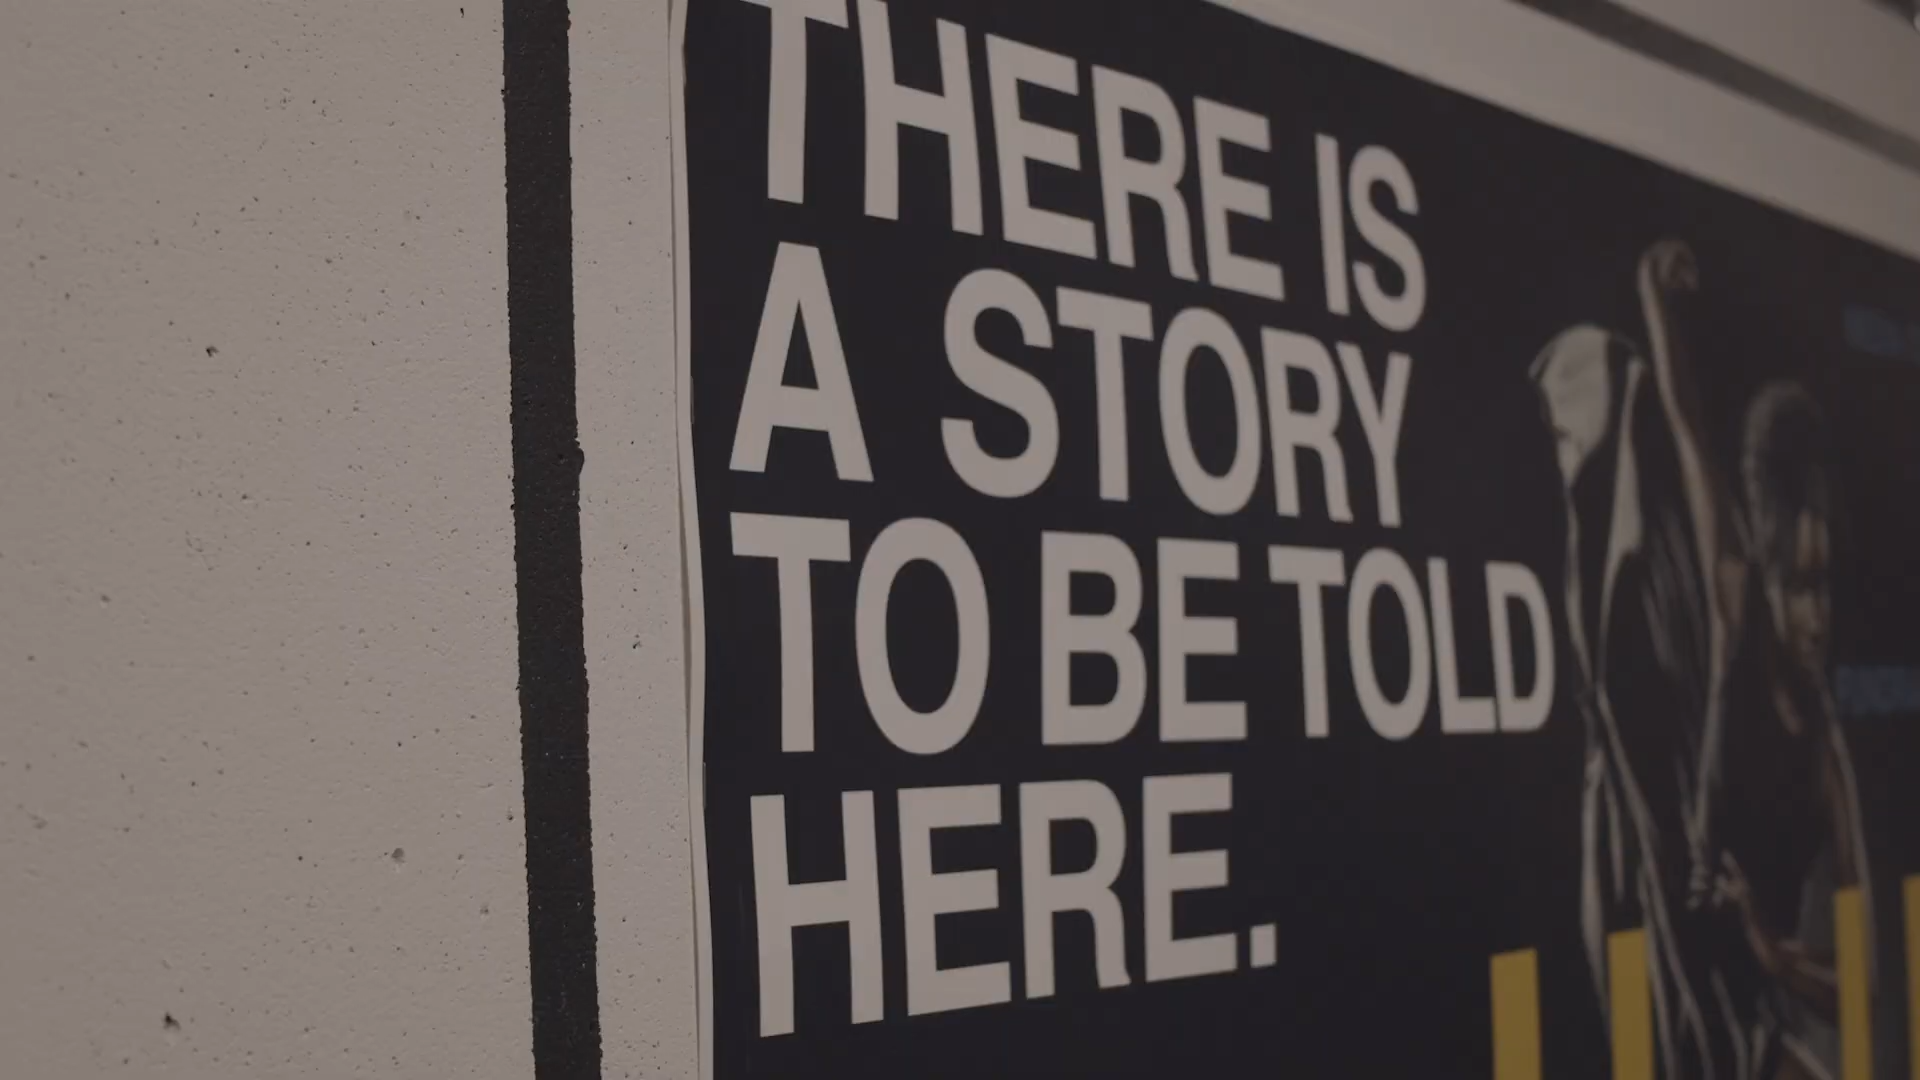 THERE IS
A STORY
TO BE TOLD
HERE.